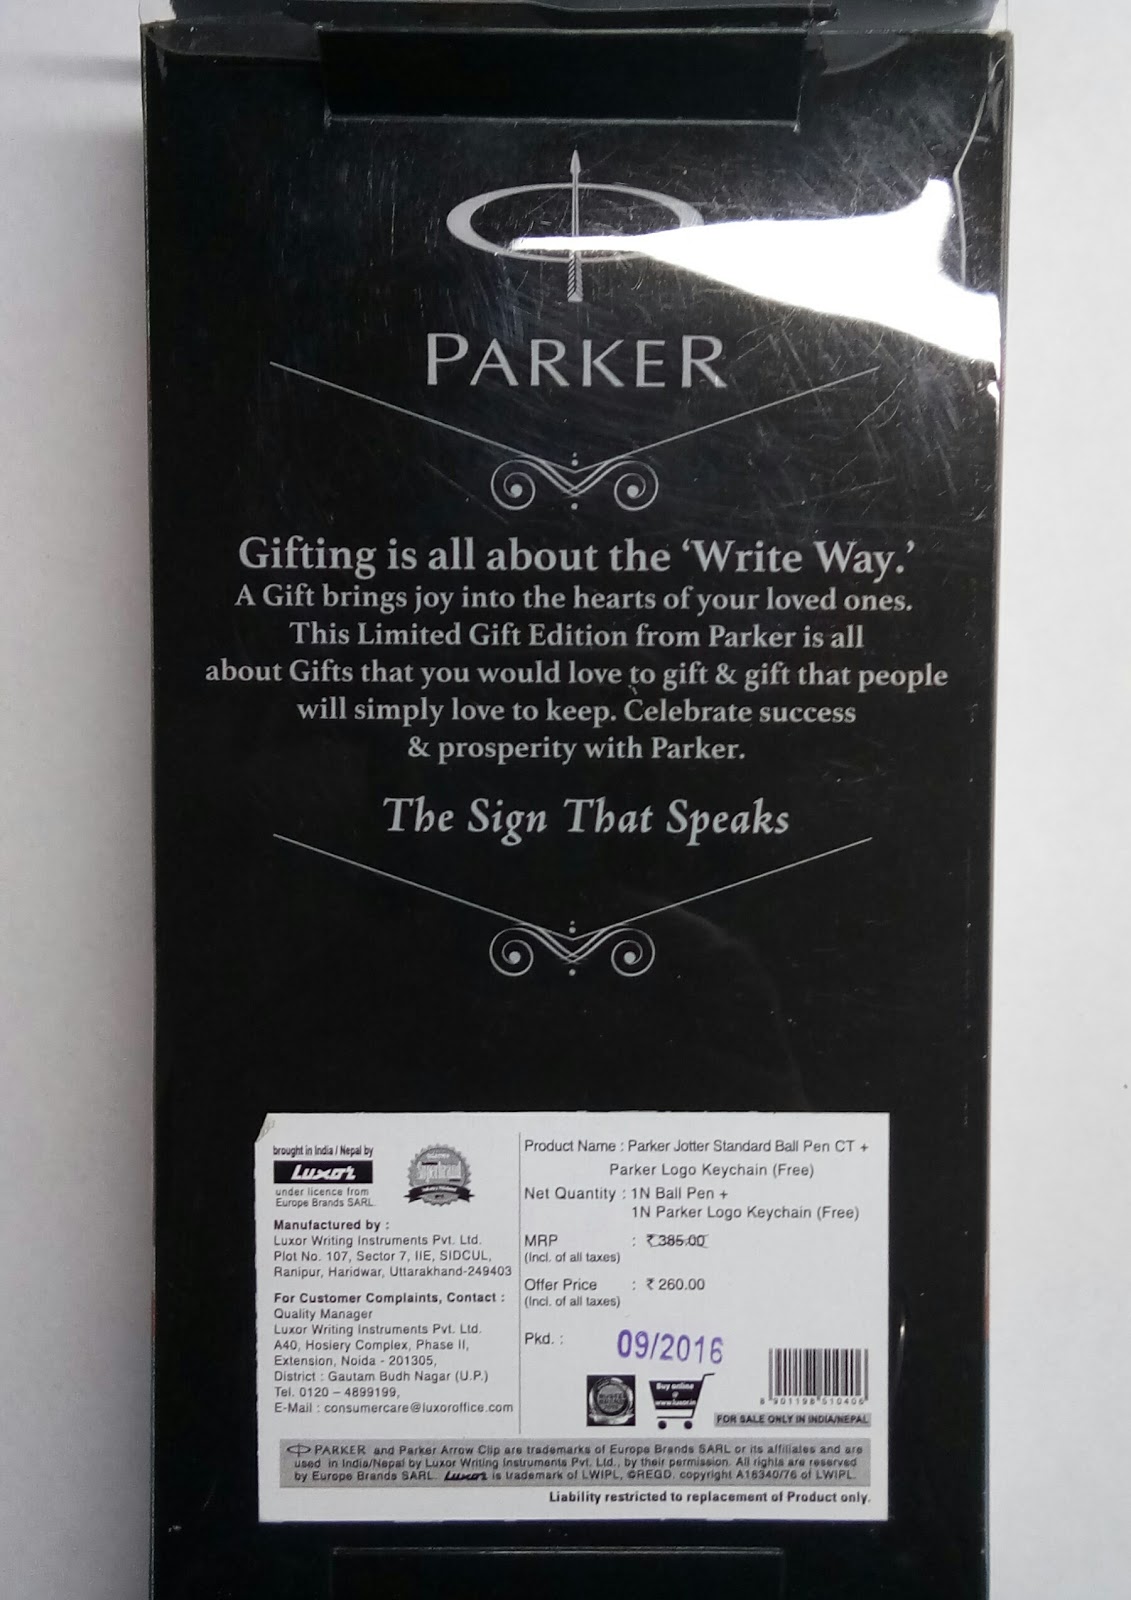 PARKER
Gifting is all about the ‘Write Way.’
A Gift brings joy into the hearts of your loved ones.
This Limited Gift Edition from Parker is all
about Gifts that you would love to gift & gift that people
will simply love to keep. Celebrate success
& prosperity with Parker.
The Sign That Speaks
brought in India / Nepal by
Luxor
under licence from
Europe Brands SARL
Superbrand
Manufactured by :
Luxor Writing Instruments Pvt. Ltd.
Plot No. 107, Sector 7, IIE, SIDCUL,
Ranipur, Haridwar, Uttarakhand-249403
For Customer Complaints, Contact :
Quality Manager
Luxor Writing Instruments Pvt. Ltd.
A40, Hosiery Complex, Phase II,
Extension, Noida - 201305,
District : Gautam Budh Nagar (U.P.)
Tel. 0120 – 4899199,
E-Mail : consumercare@luxoroffice.com
Product Name : Parker Jotter Standard Ball Pen CT +
Parker Logo Keychain (Free)
Net Quantity : 1N Ball Pen +
1N Parker Logo Keychain (Free)
MRP : ₹ 385.00
(Incl. of all taxes)
Offer Price : ₹ 260.00
(Incl. of all taxes)
Pkd. : 09/2016
Buy online
@
www.luxor.in
8 901198 510406
FOR SALE ONLY IN INDIA/NEPAL
PARKER and Parker Arrow Clip are trademarks of Europe Brands SARL or its affiliates and are
used in India/Nepal by Luxor Writing Instruments Pvt. Ltd., by their permission. All rights are reserved
by Europe Brands SARL. Luxor is trademark of LWIPL, ©REGD. copyright A16340/76 of LWIPL.
Liability restricted to replacement of Product only.